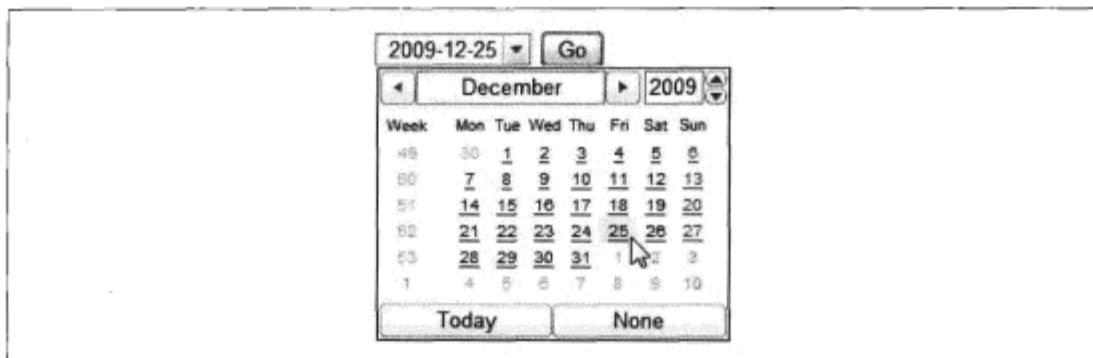 2009-12-25 Go
December 2009
Week Mon Tue Wed Thu Fri Sat Sun
49 30 1 2 3 4 5 6
50 7 8 9 10 11 12 13
51 14 15 16 17 18 19 20
52 21 22 23 24 25 26 27
53 28 29 30 31 1 2 3
1 4 5 6 7 8 9 10
Today None